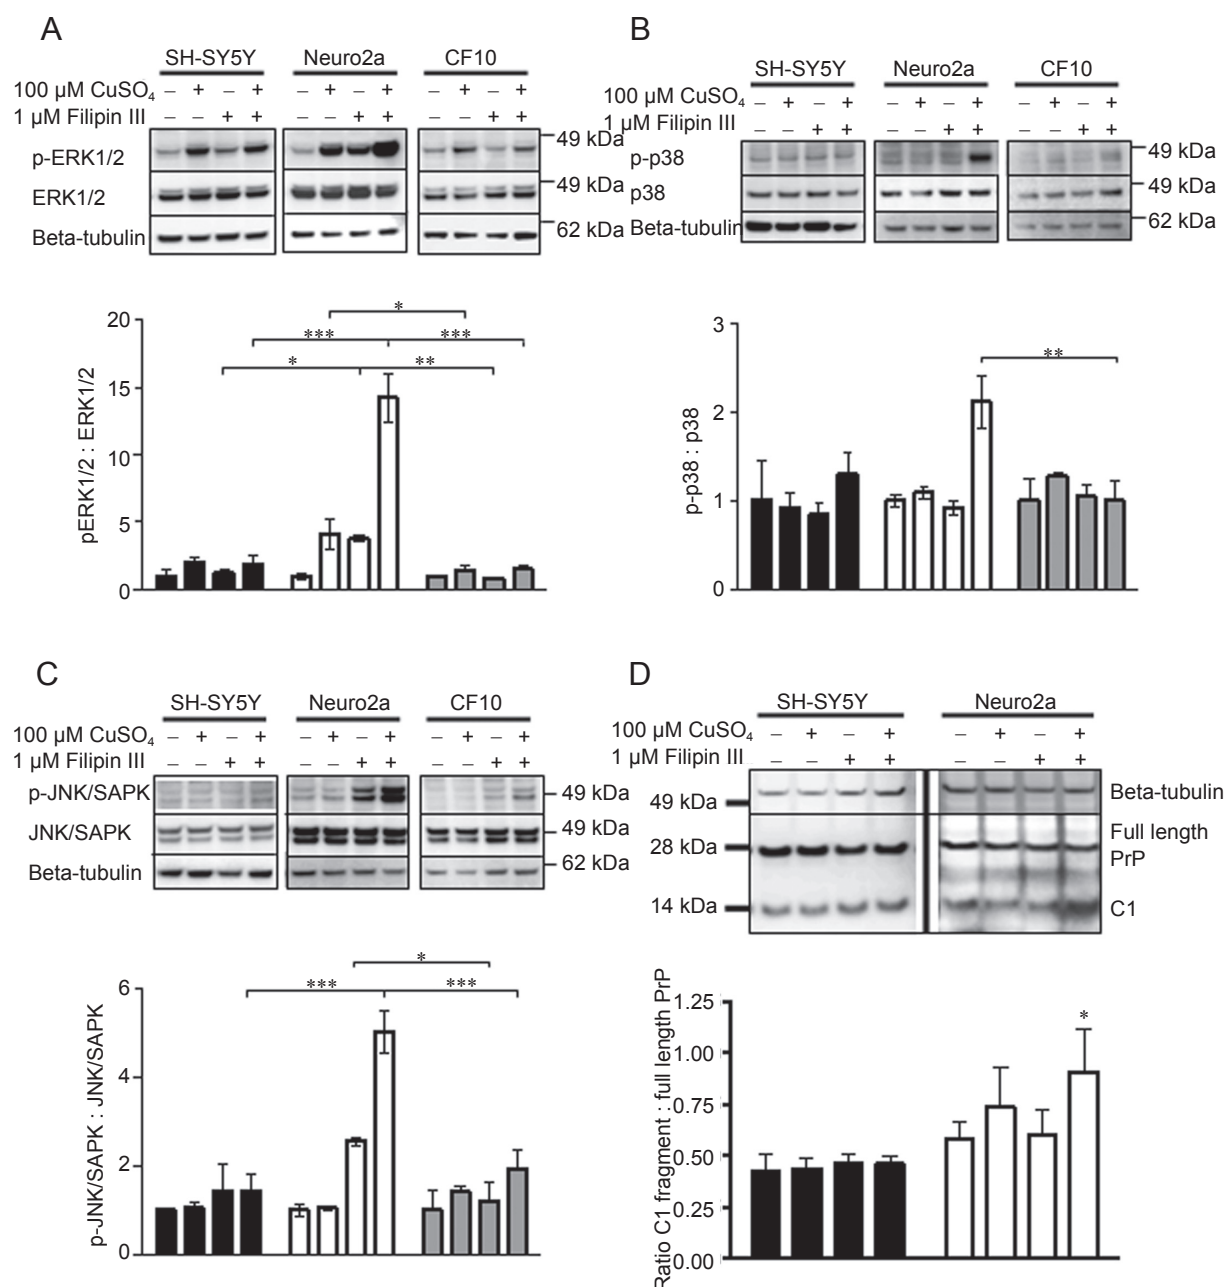 A
SH-SY5Y Neuro2a CF10
100 µM CuSO₄ – + – + – + – + – + – +
1 µM Filipin III – – + + – – + + – – + +
p-ERK1/2 49 kDa
ERK1/2 49 kDa
Beta-tubulin 62 kDa
* 
*** ***
* **
pERK1/2 : ERK1/2
20
15
10
5
0
B
SH-SY5Y Neuro2a CF10
100 µM CuSO₄ – + – + – + – + – + – +
1 µM Filipin III – – + + – – + + – – + +
p-p38 49 kDa
p38 49 kDa
Beta-tubulin 62 kDa
**
p-p38 : p38
3
2
1
0
C
SH-SY5Y Neuro2a CF10
100 µM CuSO₄ – + – + – + – + – + – +
1 µM Filipin III – – + + – – + + – – + +
p-JNK/SAPK 49 kDa
JNK/SAPK 49 kDa
Beta-tubulin 62 kDa
*
*** ***
p-JNK/SAPK : JNK/SAPK
6
4
2
0
D
SH-SY5Y Neuro2a
100 µM CuSO₄ – + – + – + – +
1 µM Filipin III – – + + – – + +
49 kDa Beta-tubulin
28 kDa Full length
PrP
14 kDa C1
*
Ratio C1 fragment : full length PrP
1.25
1.00
0.75
0.50
0.00